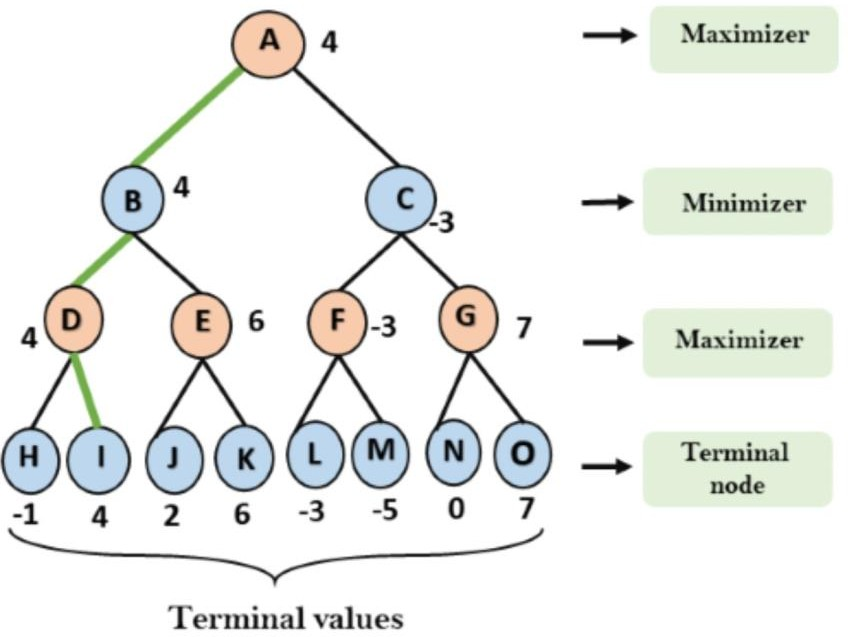 A 4 Maximizer
B 4 C -3 Minimizer
D 4 E 6 F -3 G 7 Maximizer
H I J K L M N O Terminal
node
-1 4 2 6 -3 -5 0 7
Terminal values